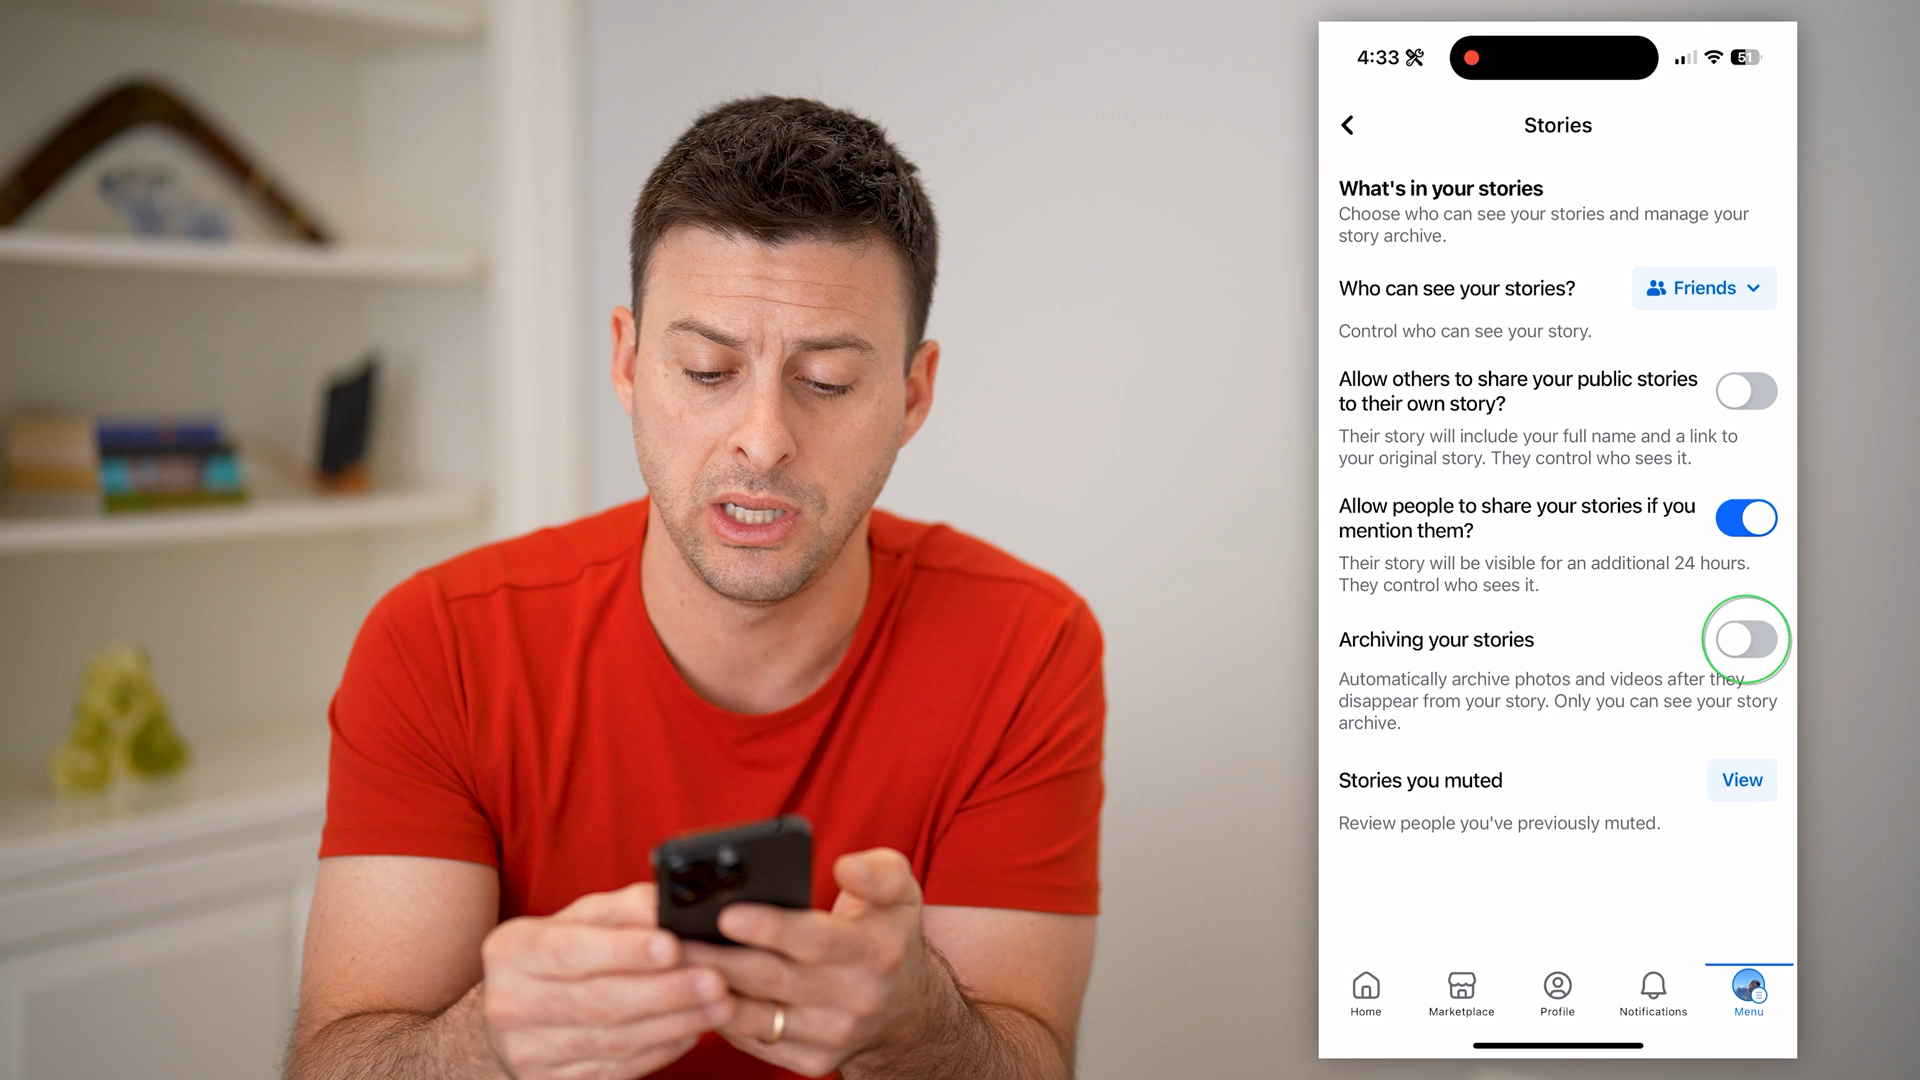 4:33
51
Stories
What's in your stories
Choose who can see your stories and manage your
story archive.
Who can see your stories?
Friends
Control who can see your story.
Allow others to share your public stories
to their own story?
Their story will include your full name and a link to
your original story. They control who sees it.
Allow people to share your stories if you
mention them?
Their story will be visible for an additional 24 hours.
They control who sees it.
Archiving your stories
Automatically archive photos and videos after they
disappear from your story. Only you can see your story
archive.
Stories you muted
View
Review people you've previously muted.
Home
Marketplace
Profile
Notifications
Menu